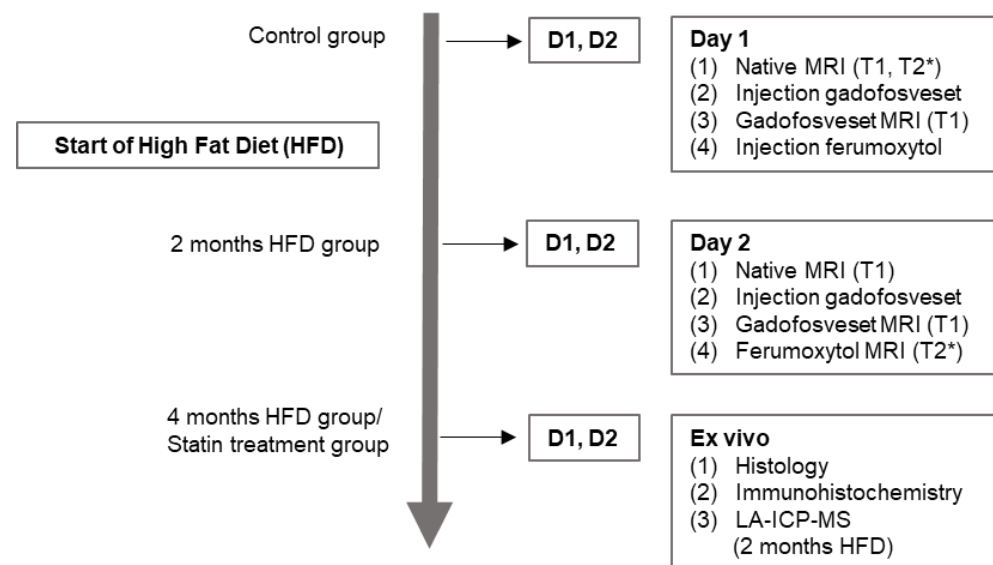 Control group
D1, D2
Day 1
(1) Native MRI (T1, T2*)
(2) Injection gadofosveset
(3) Gadofosveset MRI (T1)
(4) Injection ferumoxytol
Start of High Fat Diet (HFD)
2 months HFD group
D1, D2
Day 2
(1) Native MRI (T1)
(2) Injection gadofosveset
(3) Gadofosveset MRI (T1)
(4) Ferumoxytol MRI (T2*)
4 months HFD group/
Statin treatment group
D1, D2
Ex vivo
(1) Histology
(2) Immunohistochemistry
(3) LA-ICP-MS
(2 months HFD)